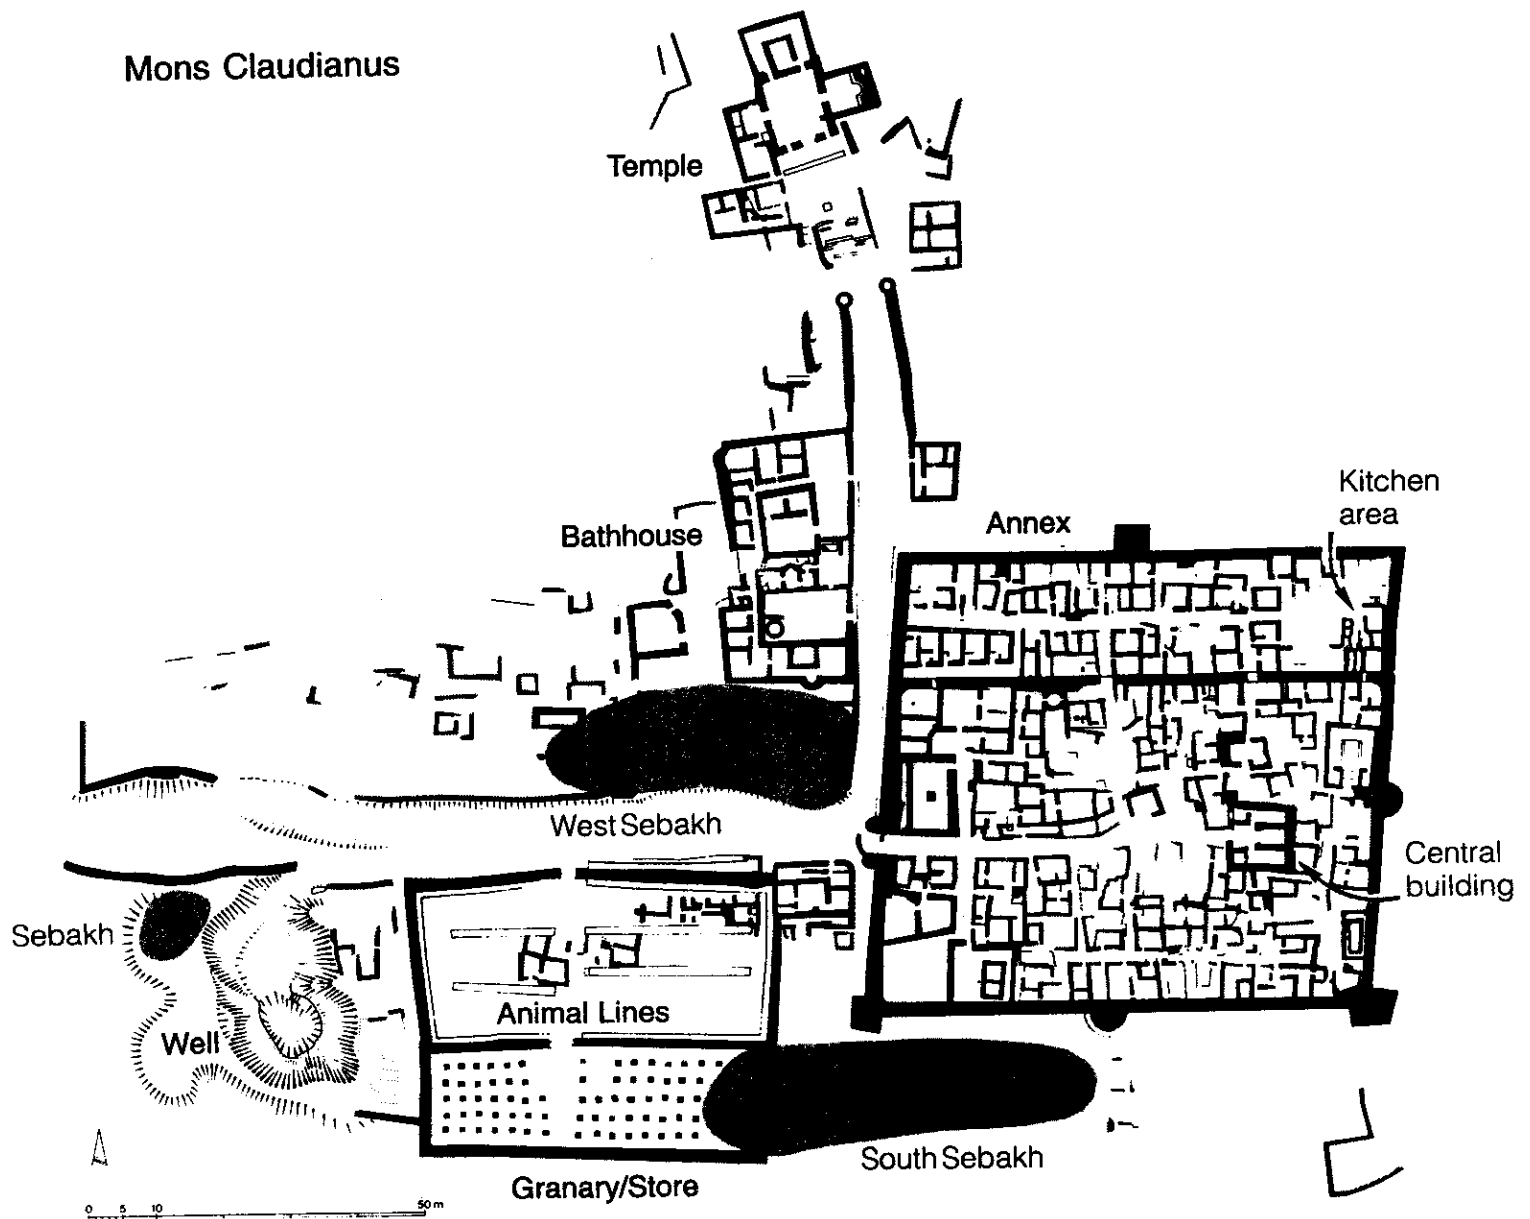 Mons Claudianus
Temple
Kitchen
area
Annex
Bathhouse
West Sebakh
Central
building
Sebakh
Animal Lines
Well
South Sebakh
Granary/Store
0 5 10 50 m